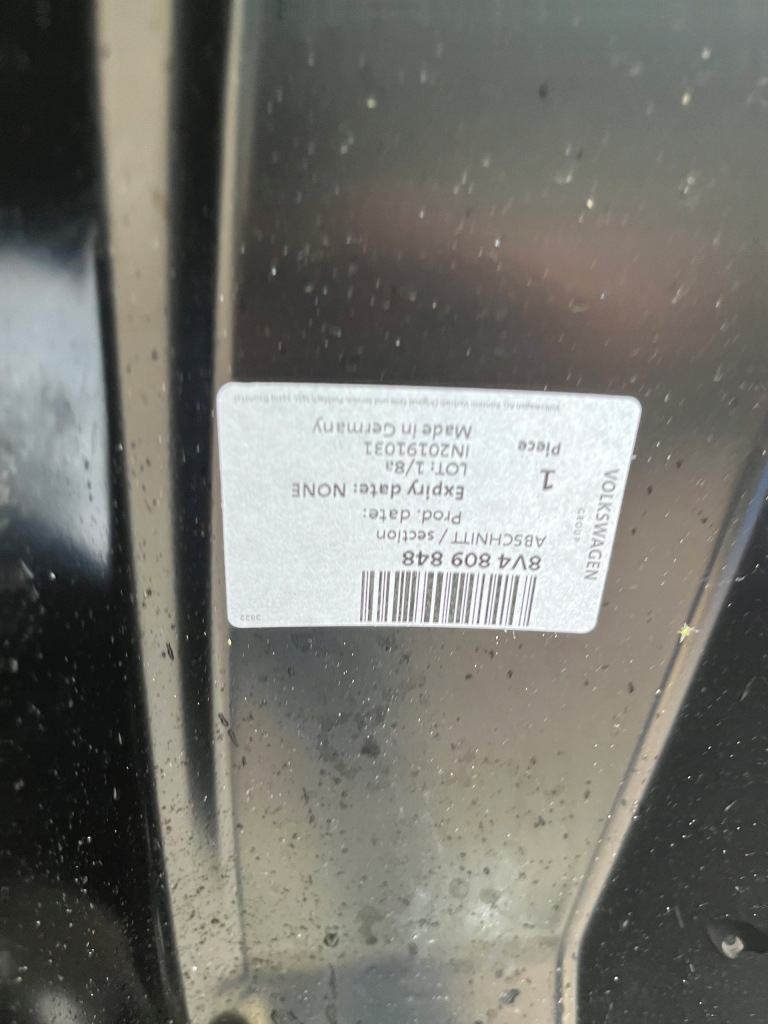 3822
8V4 809 848
ABSCHNITT / section
Prod. date:
Expiry date: NONE
LOT: 1/8a
IN20191031
Made in Germany
1
Piece
VOLKSWAGEN
GROUP